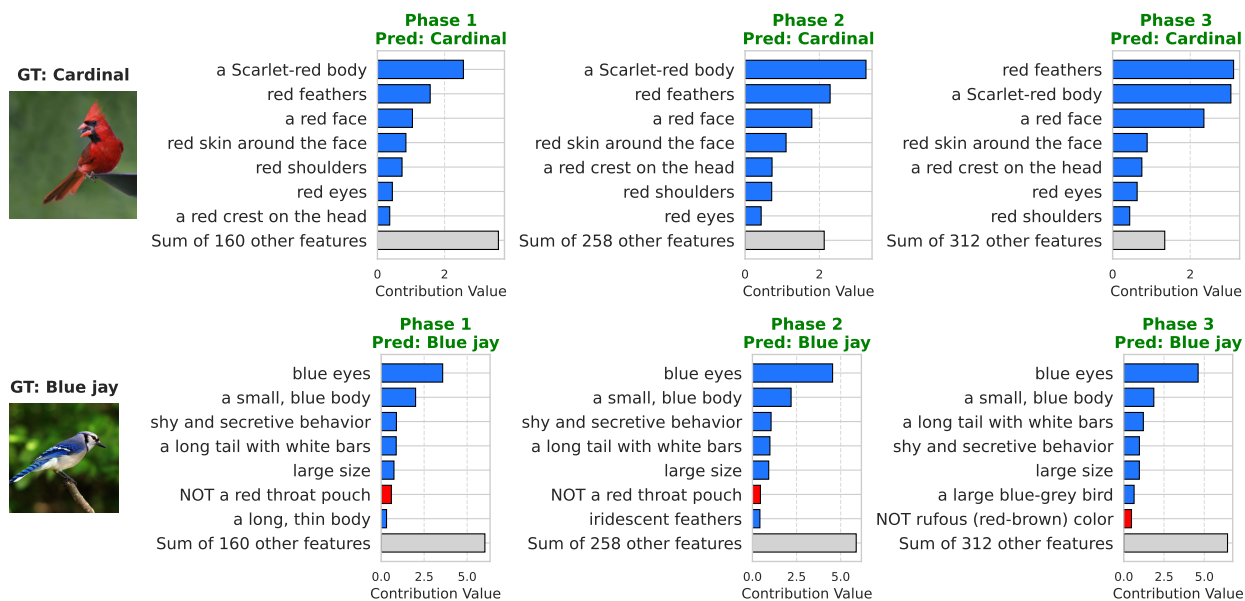 GT: Cardinal
Phase 1
Pred: Cardinal
a Scarlet-red body
red feathers
a red face
red skin around the face
red shoulders
red eyes
a red crest on the head
Sum of 160 other features
0 2
Contribution Value
Phase 2
Pred: Cardinal
a Scarlet-red body
red feathers
a red face
red skin around the face
a red crest on the head
red shoulders
red eyes
Sum of 258 other features
0 2
Contribution Value
Phase 3
Pred: Cardinal
red feathers
a Scarlet-red body
a red face
red skin around the face
a red crest on the head
red eyes
red shoulders
Sum of 312 other features
0 2
Contribution Value
GT: Blue jay
Phase 1
Pred: Blue jay
blue eyes
a small, blue body
shy and secretive behavior
a long tail with white bars
large size
NOT a red throat pouch
a long, thin body
Sum of 160 other features
0.0 2.5 5.0
Contribution Value
Phase 2
Pred: Blue jay
blue eyes
a small, blue body
shy and secretive behavior
a long tail with white bars
large size
NOT a red throat pouch
iridescent feathers
Sum of 258 other features
0.0 2.5 5.0
Contribution Value
Phase 3
Pred: Blue jay
blue eyes
a small, blue body
a long tail with white bars
shy and secretive behavior
large size
a large blue-grey bird
NOT rufous (red-brown) color
Sum of 312 other features
0.0 2.5 5.0
Contribution Value